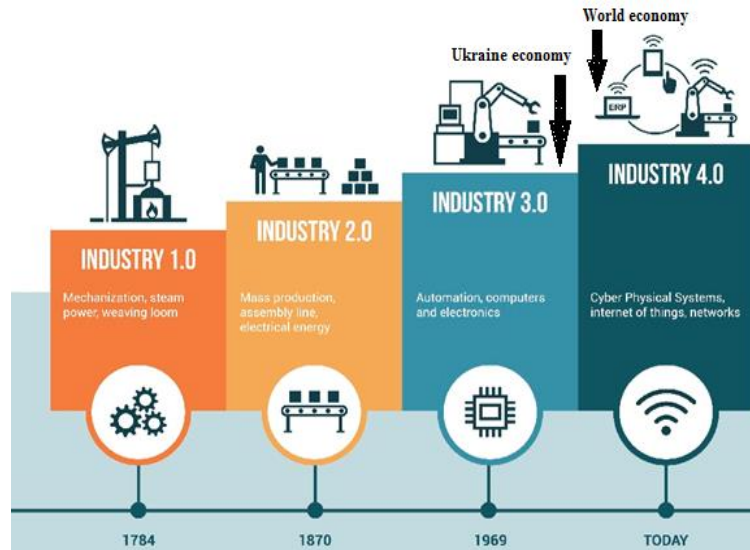 World economy
Ukraine economy
ERP
INDUSTRY 1.0
Mechanization, steam
power, weaving loom
INDUSTRY 2.0
Mass production,
assembly line,
electrical energy
INDUSTRY 3.0
Automation, computers
and electronics
INDUSTRY 4.0
Cyber Physical Systems,
internet of things, networks
1784
1870
1969
TODAY